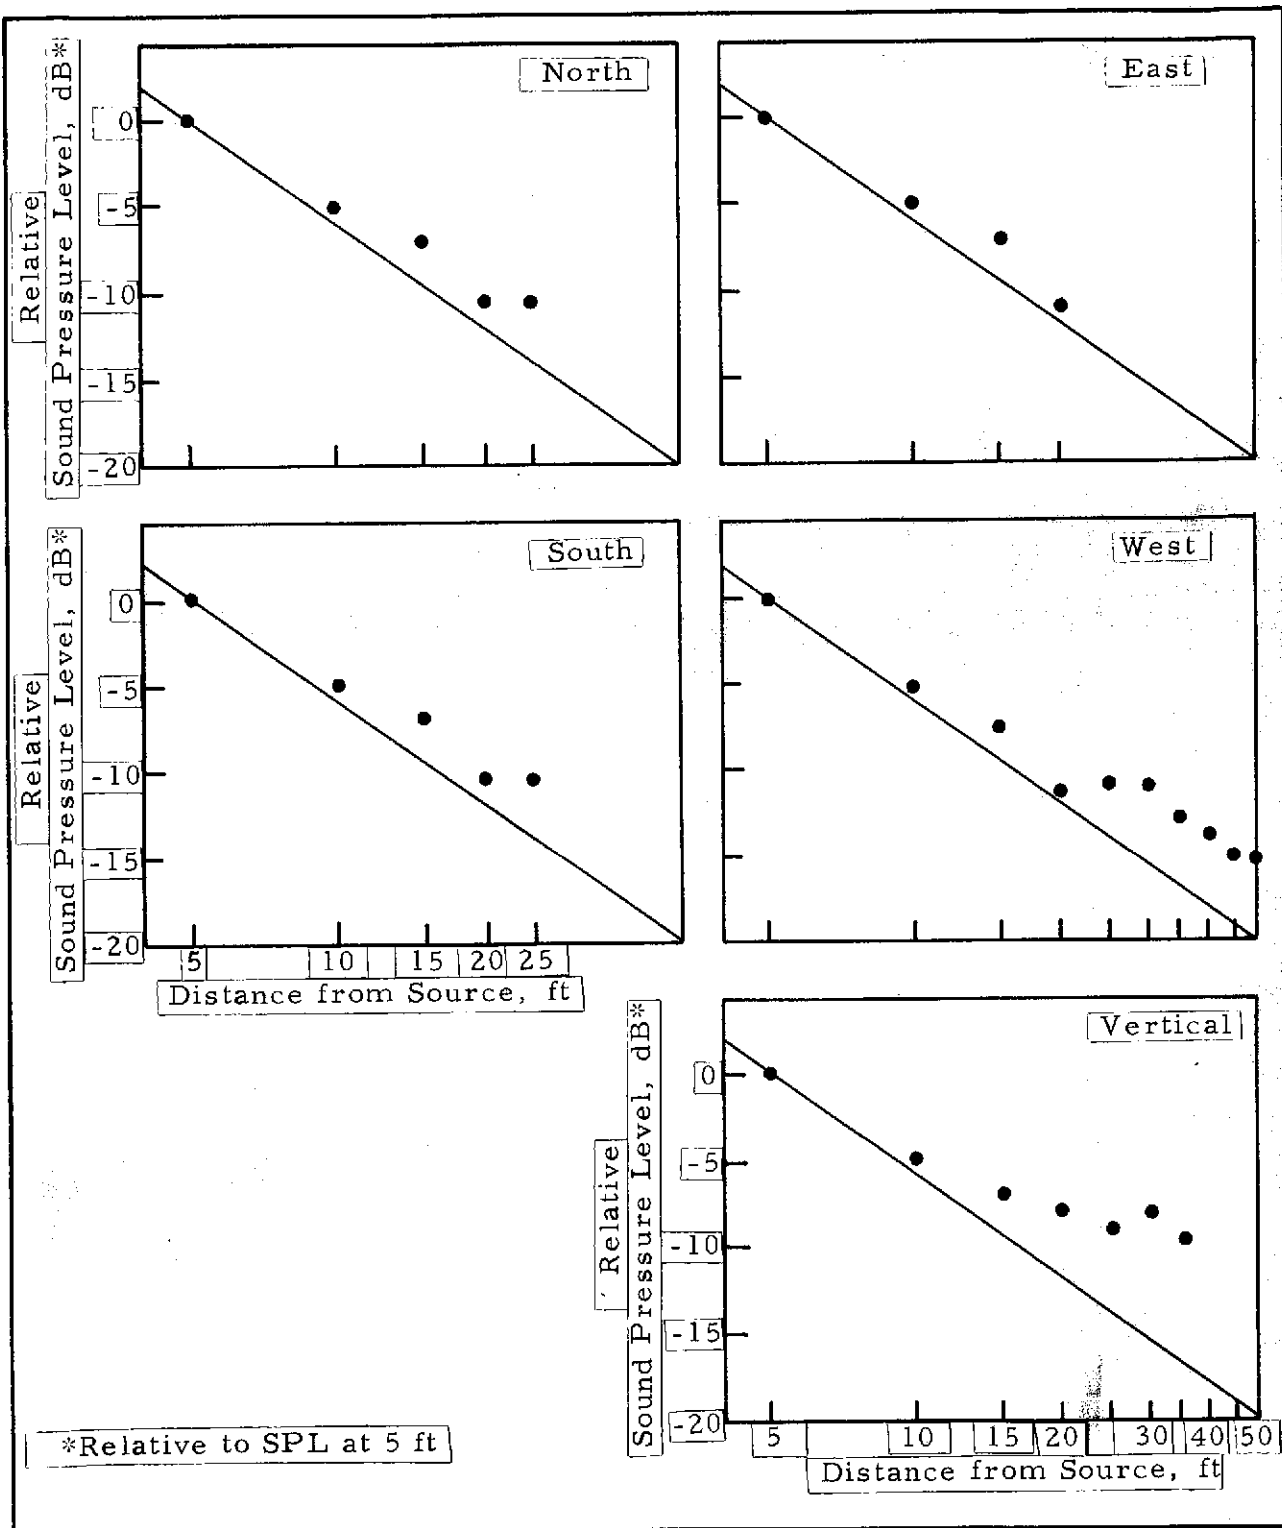 North
Relative
Sound Pressure Level, dB*
0
-5
-10
-15
-20
East
South
Relative
Sound Pressure Level, dB*
0
-5
-10
-15
-20
5 10 15 20 25
Distance from Source, ft
West
Vertical
Relative
Sound Pressure Level, dB*
0
-5
-10
-15
-20
5 10 15 20 30 40 50
Distance from Source, ft
*Relative to SPL at 5 ft